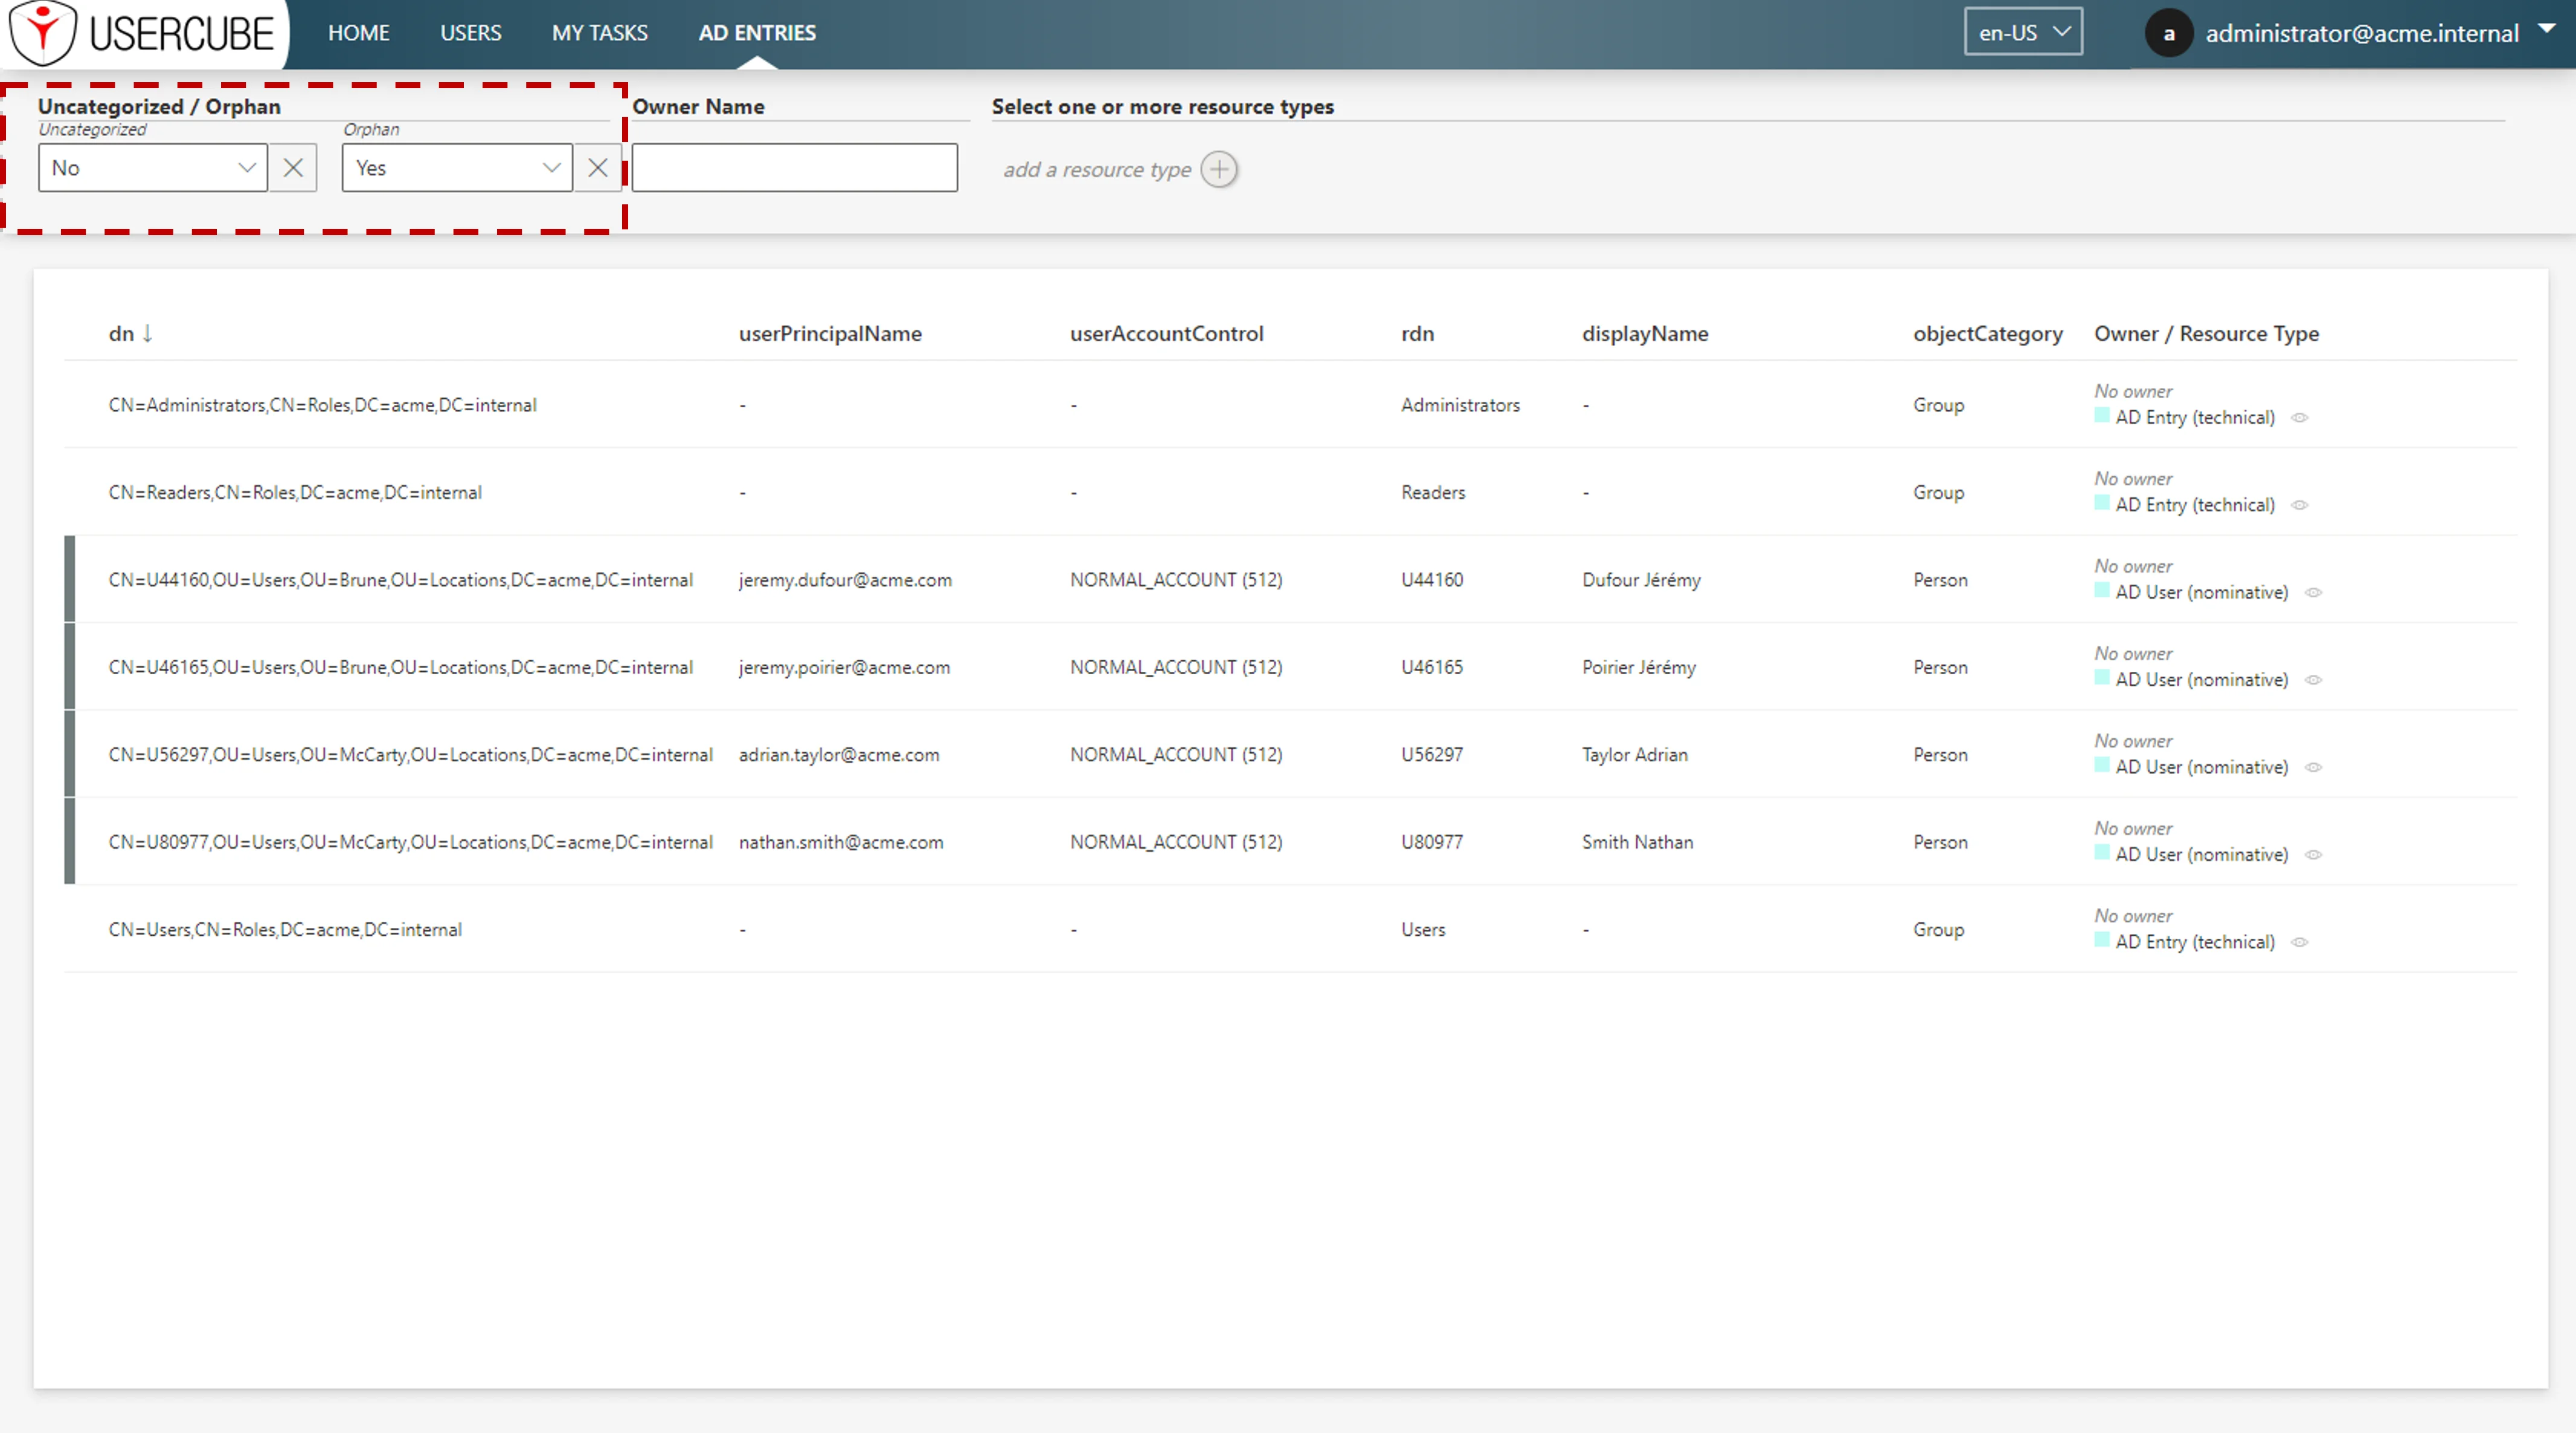 USERCUBE HOME USERS MY TASKS AD ENTRIES en-US a administrator@acme.internal
Uncategorized / Orphan Owner Name Select one or more resource types
Uncategorized Orphan
No Yes add a resource type
dn userPrincipalName userAccountControl rdn displayName objectCategory Owner / Resource Type
CN=Administrators,CN=Roles,DC=acme,DC=internal - - Administrators - Group No owner
AD Entry (technical)
CN=Readers,CN=Roles,DC=acme,DC=internal - - Readers - Group No owner
AD Entry (technical)
CN=U44160,OU=Users,OU=Brune,OU=Locations,DC=acme,DC=internal jeremy.dufour@acme.com NORMAL_ACCOUNT (512) U44160 Dufour Jérémy Person No owner
AD User (nominative)
CN=U46165,OU=Users,OU=Brune,OU=Locations,DC=acme,DC=internal jeremy.poirier@acme.com NORMAL_ACCOUNT (512) U46165 Poirier Jérémy Person No owner
AD User (nominative)
CN=U56297,OU=Users,OU=McCarty,OU=Locations,DC=acme,DC=internal adrian.taylor@acme.com NORMAL_ACCOUNT (512) U56297 Taylor Adrian Person No owner
AD User (nominative)
CN=U80977,OU=Users,OU=McCarty,OU=Locations,DC=acme,DC=internal nathan.smith@acme.com NORMAL_ACCOUNT (512) U80977 Smith Nathan Person No owner
AD User (nominative)
CN=Users,CN=Roles,DC=acme,DC=internal - - Users - Group No owner
AD Entry (technical)